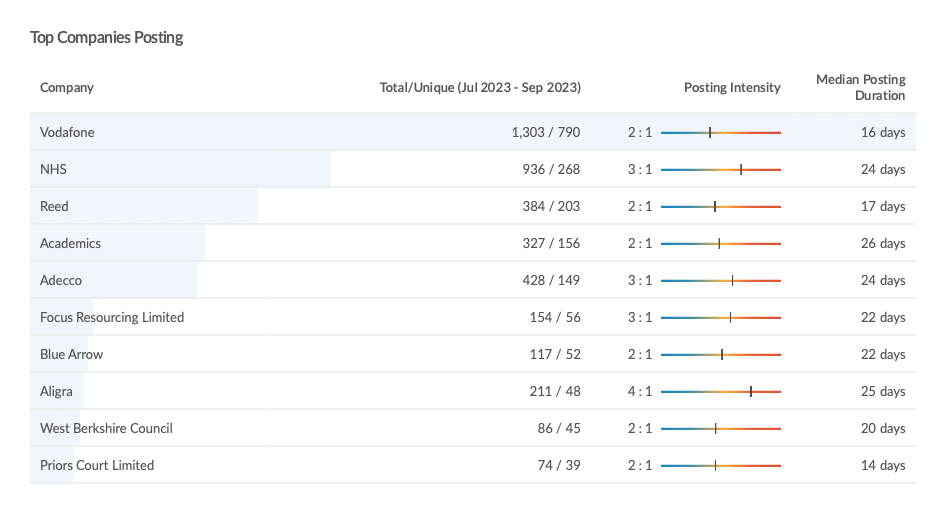 Top Companies Posting
Company Total/Unique (Jul 2023 - Sep 2023) Posting Intensity Median Posting Duration
Vodafone 1,303 / 790 2 : 1 16 days
NHS 936 / 268 3 : 1 24 days
Reed 384 / 203 2 : 1 17 days
Academics 327 / 156 2 : 1 26 days
Adecco 428 / 149 3 : 1 24 days
Focus Resourcing Limited 154 / 56 3 : 1 22 days
Blue Arrow 117 / 52 2 : 1 22 days
Aligra 211 / 48 4 : 1 25 days
West Berkshire Council 86 / 45 2 : 1 20 days
Priors Court Limited 74 / 39 2 : 1 14 days